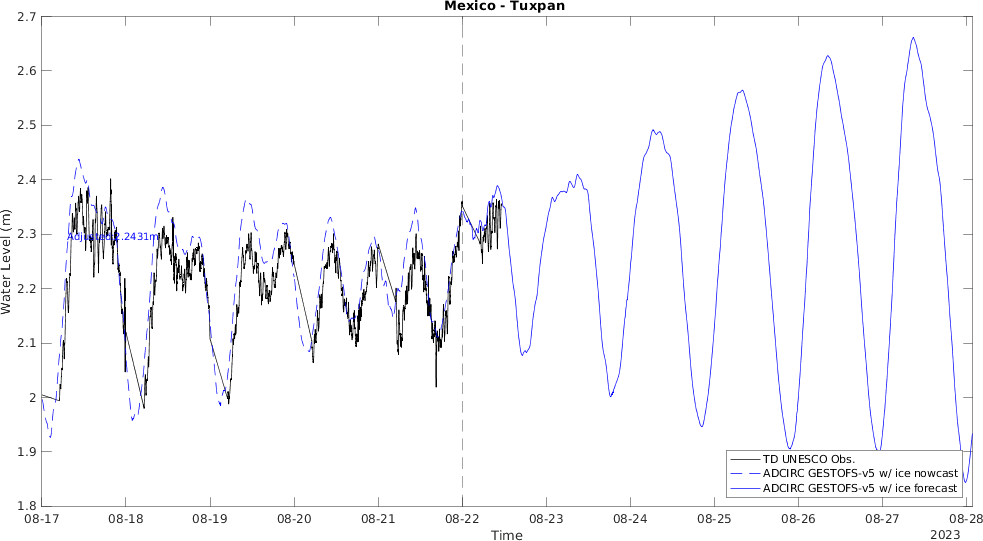 Mexico - Tuxpan
2.7
2.6
2.5
2.4
2.3
2.2
2.1
2
1.9
1.8
Water Level (m)
Adjusted 2.2431m
TD UNESCO Obs.
ADCIRC GESTOFS-v5 w/ ice nowcast
ADCIRC GESTOFS-v5 w/ ice forecast
08-17 08-18 08-19 08-20 08-21 08-22 08-23 08-24 08-25 08-26 08-27 08-28
Time
2023